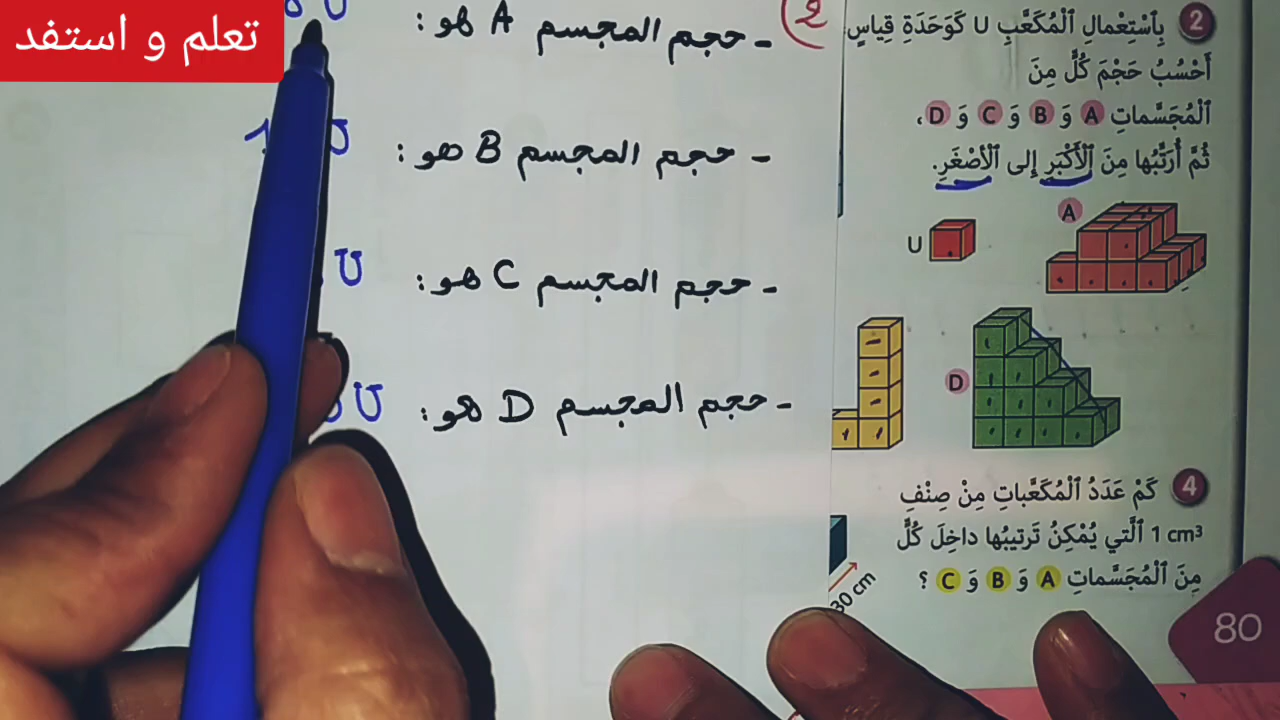 تعلم و استفد
2 بِٱسْتِعْمالِ ٱلْمُكَعَّبِ U كَوَحَدَةِ قِياسٍ
أَحْسُبُ حَجْمَ كُلٍّ مِنَ
ٱلْمُجَسَّماتِ A وَ B وَ C وَ D،
ثُمَّ أُرَتِّبُها مِنَ ٱلْأَكْبَرِ إِلى ٱلْأَصْغَرِ.
U
A
D
4 كَمْ عَدَدُ ٱلْمُكَعَّباتِ مِنْ صِنْفِ
1 cm³ ٱلَّتي يُمْكِنُ تَرتيبُها داخِلَ كُلٍّ
مِنَ ٱلْمُجَسَّماتِ A وَ B وَ C ؟
30 cm
80
2
- حجم المجسم A هو :
- حجم المجسم B هو :
- حجم المجسم C هو : U
- حجم المجسم D هو : U